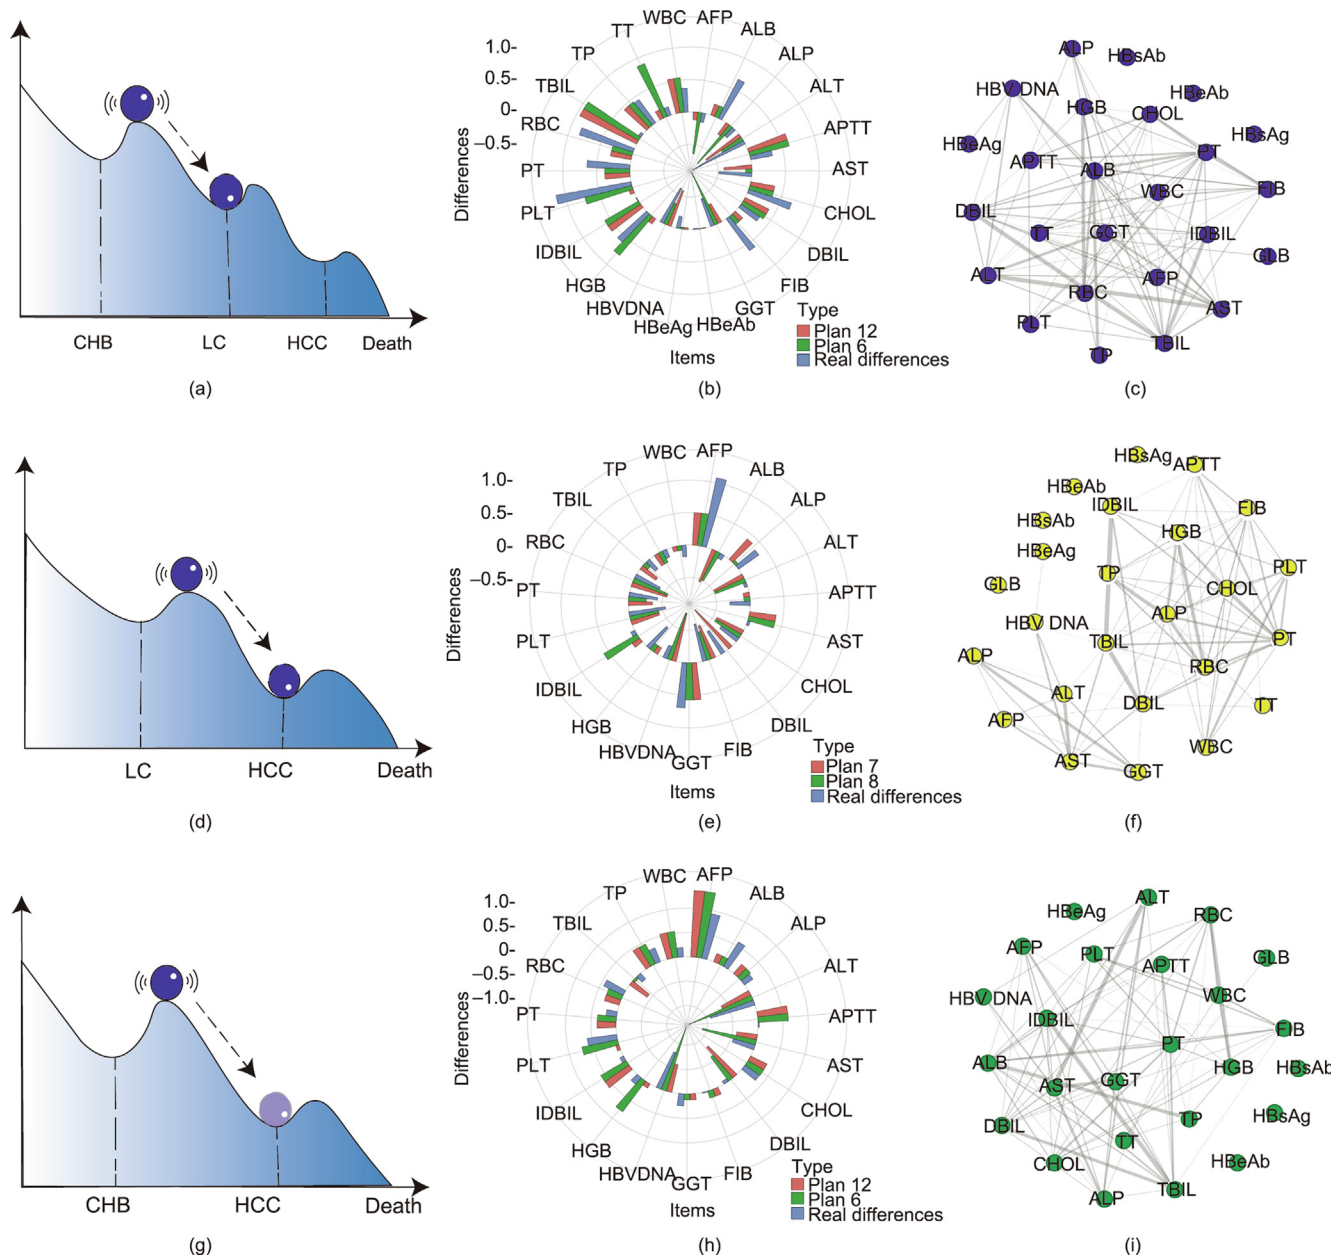 CHB
LC
HCC
Death
(a)
1.0-
0.5-
0-
–0.5-
Differences
WBC
AFP
ALB
ALP
ALT
APTT
AST
CHOL
DBIL
FIB
GGT
HBeAb
HBeAg
HBVDNA
HGB
IDBIL
PLT
PT
RBC
TBIL
TP
TT
Items
Type
Plan 12
Plan 6
Real differences
(b)
ALP
HBsAb
HBV DNA
HBeAb
HGB
CHOL
HBsAg
HBeAg
APTT
PT
ALB
WBC
FIB
DBIL
TT
GGT
IDBIL
GLB
ALT
AFP
RBC
AST
PLT
TBIL
TP
(c)
LC
HCC
Death
(d)
1.0-
0.5-
0-
–0.5-
Differences
WBC
AFP
ALB
ALP
ALT
APTT
AST
CHOL
DBIL
FIB
GGT
HBVDNA
HGB
IDBIL
PLT
PT
RBC
TBIL
TP
Items
Type
Plan 7
Plan 8
Real differences
(e)
HBsAg
APTT
HBeAb
IDBIL
FIB
HBsAb
HGB
HBeAg
PLT
GLB
TP
CHOL
ALP
HBV DNA
TBIL
PT
ALP
RBC
ALT
DBIL
TT
AFP
WBC
AST
GGT
(f)
CHB
HCC
Death
(g)
1.0-
0.5-
0-
–0.5-
–1.0-
Differences
WBC
AFP
ALB
ALP
ALT
APTT
AST
CHOL
DBIL
FIB
GGT
HBVDNA
HGB
IDBIL
PLT
PT
RBC
TBIL
TP
Items
Type
Plan 12
Plan 6
Real differences
(h)
ALT
HBeAg
RBC
AFP
PLT
APTT
GLB
HBV DNA
WBC
IDBIL
FIB
PT
ALB
HGB
HBsAb
AST
GGT
HBsAg
DBIL
TP
TT
CHOL
HBeAb
ALP
TBIL
(i)